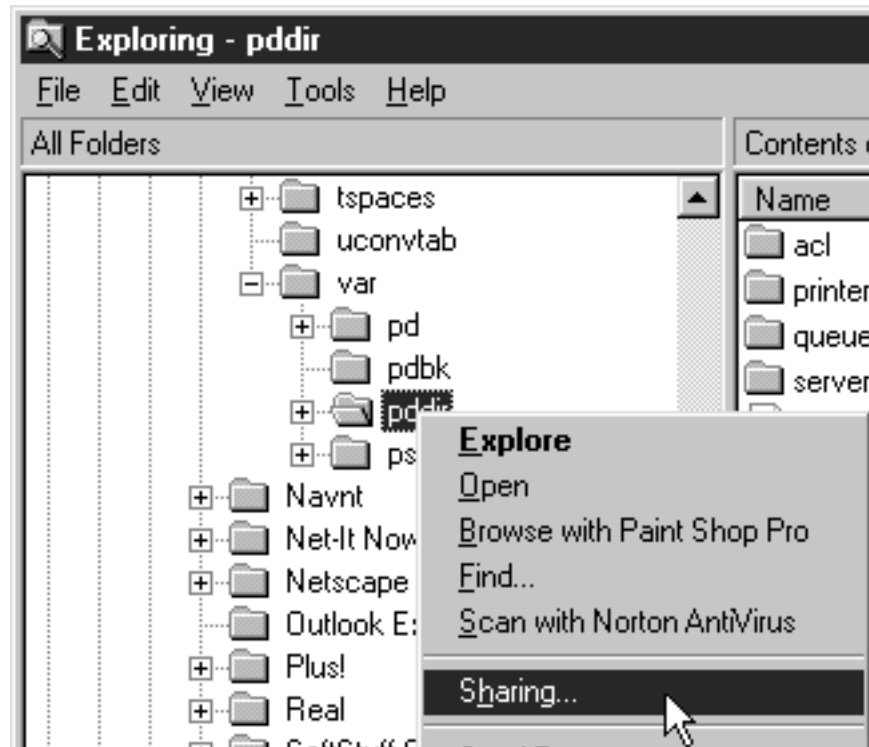 Exploring - pddir
File Edit View Tools Help
All Folders
Contents
tspaces
uconvtab
var
pd
pdbk
pddir
ps
Navnt
Net-It Now
Netscape
Outlook
Plus!
Real
Name
acl
printer
queue
server
Explore
Open
Browse with Paint Shop Pro
Find...
Scan with Norton AntiVirus
Sharing...